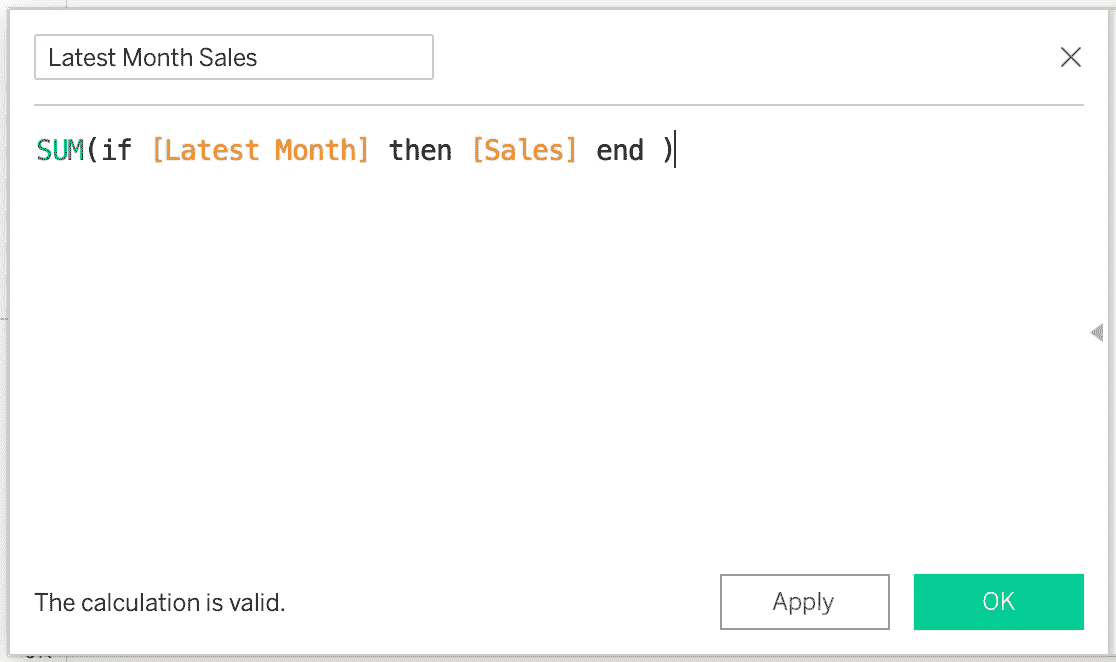 Latest Month Sales
SUM(if [Latest Month] then [Sales] end )
The calculation is valid.
Apply
OK